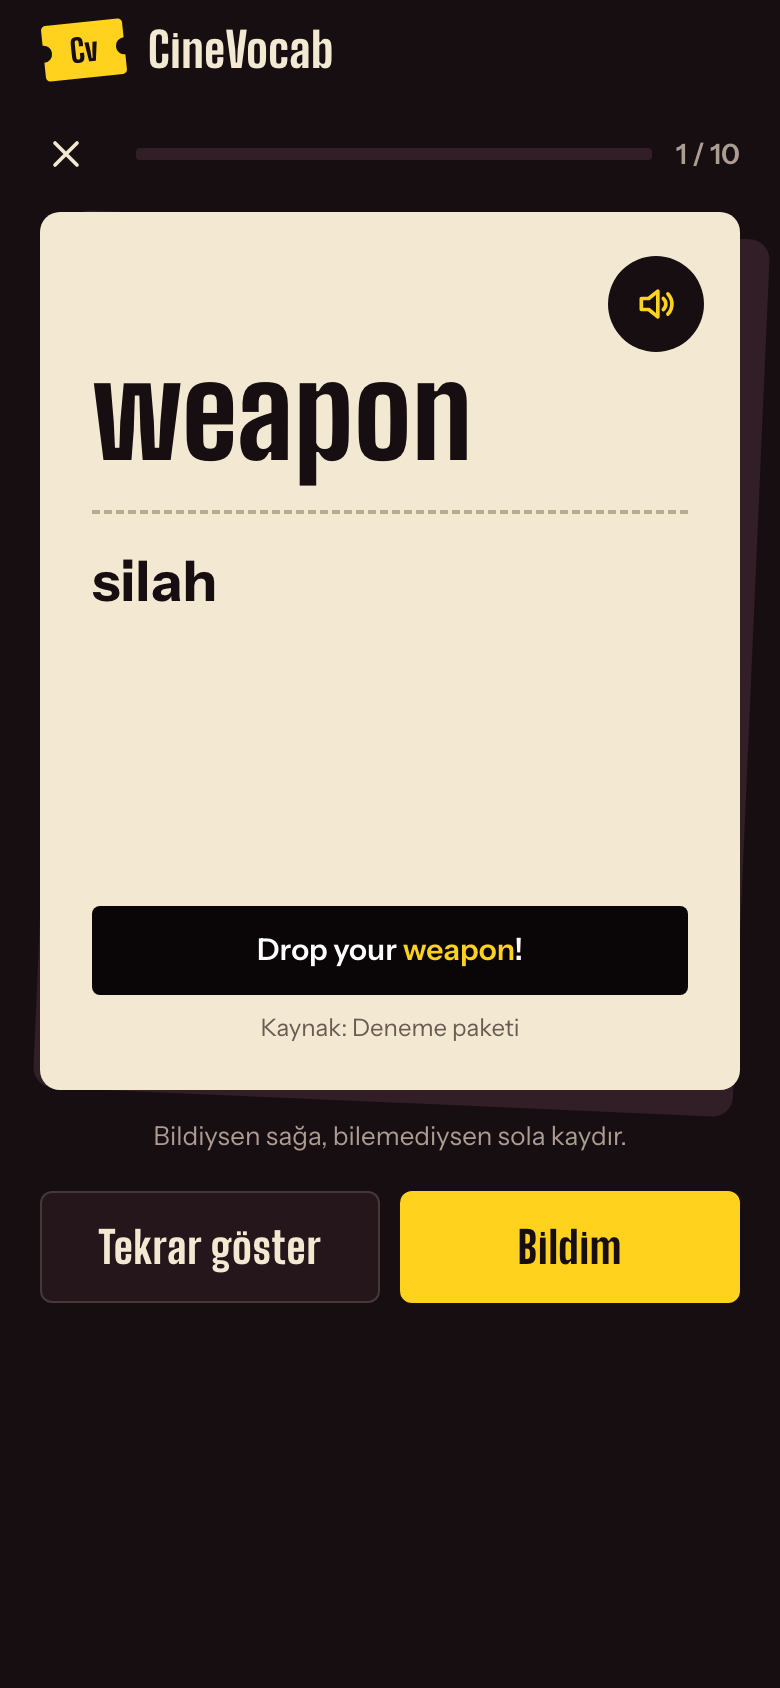 Cv CineVocab
1 / 10
weapon
silah
Drop your weapon!
Kaynak: Deneme paketi
Bildiysen sağa, bilemediysen sola kaydır.
Tekrar göster
Bildim